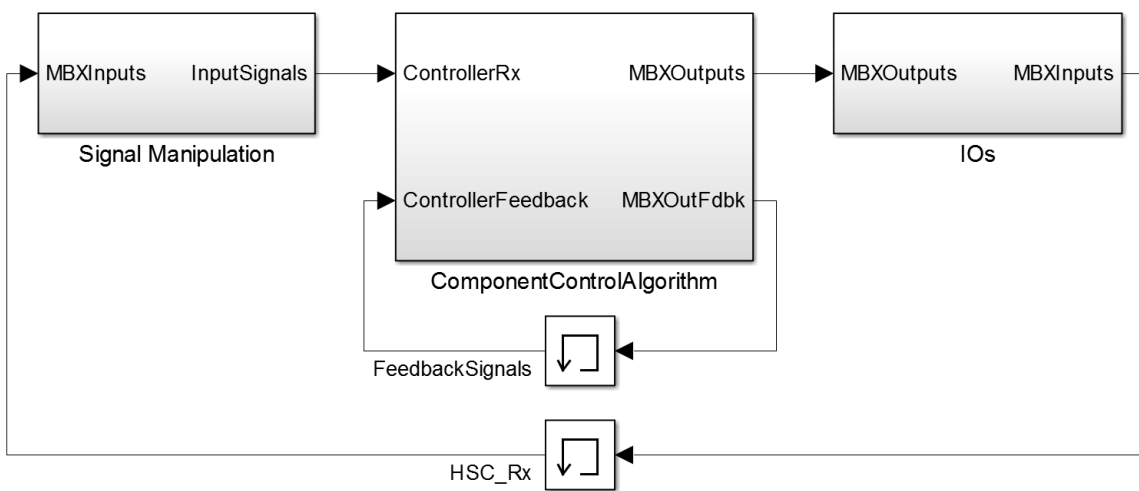 MBXInputs InputSignals
Signal Manipulation
ControllerRx MBXOutputs
ControllerFeedback MBXOutFdbk
ComponentControlAlgorithm
MBXOutputs MBXInputs
IOs
FeedbackSignals
HSC_Rx